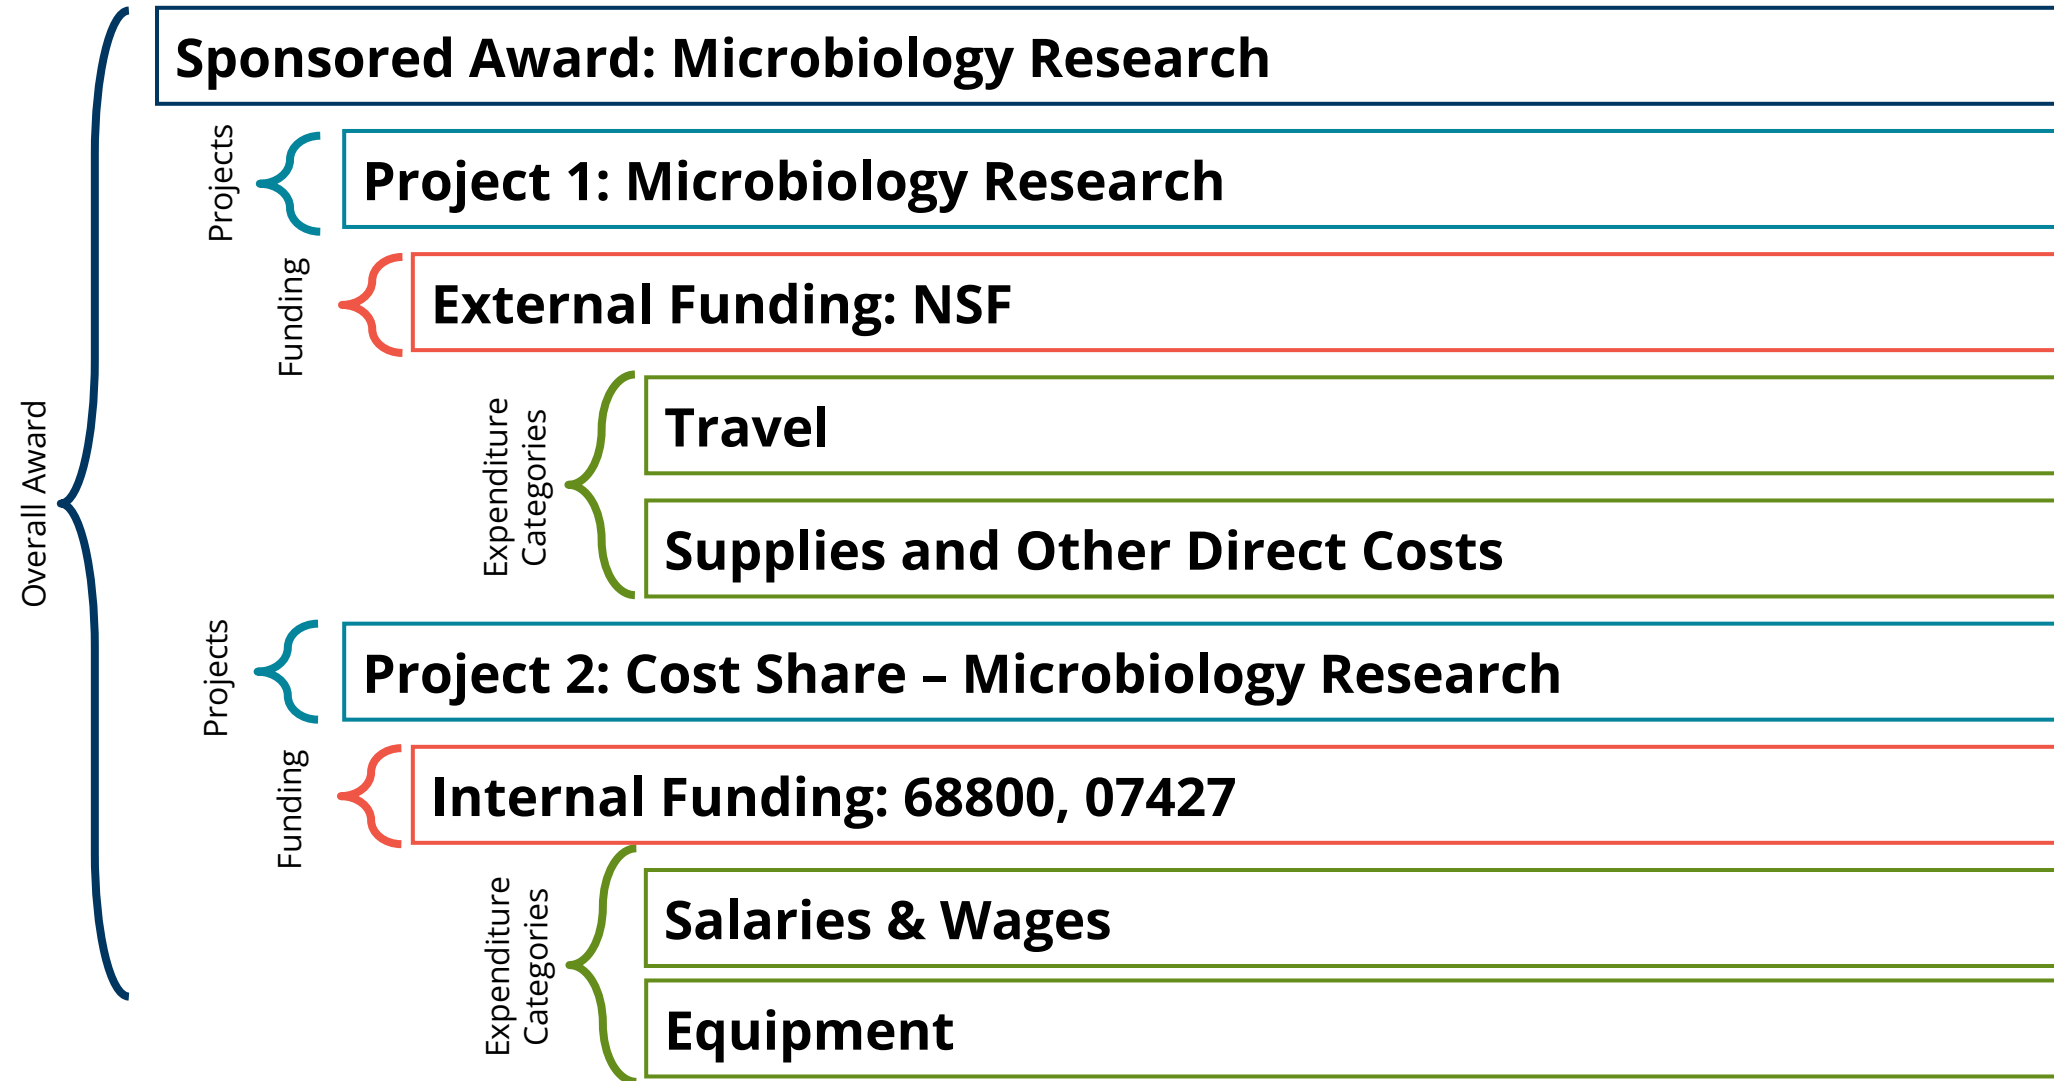 Overall Award
Sponsored Award: Microbiology Research
Projects
Project 1: Microbiology Research
Funding
External Funding: NSF
Expenditure
Categories
Travel
Supplies and Other Direct Costs
Projects
Project 2: Cost Share – Microbiology Research
Funding
Internal Funding: 68800, 07427
Expenditure
Categories
Salaries & Wages
Equipment